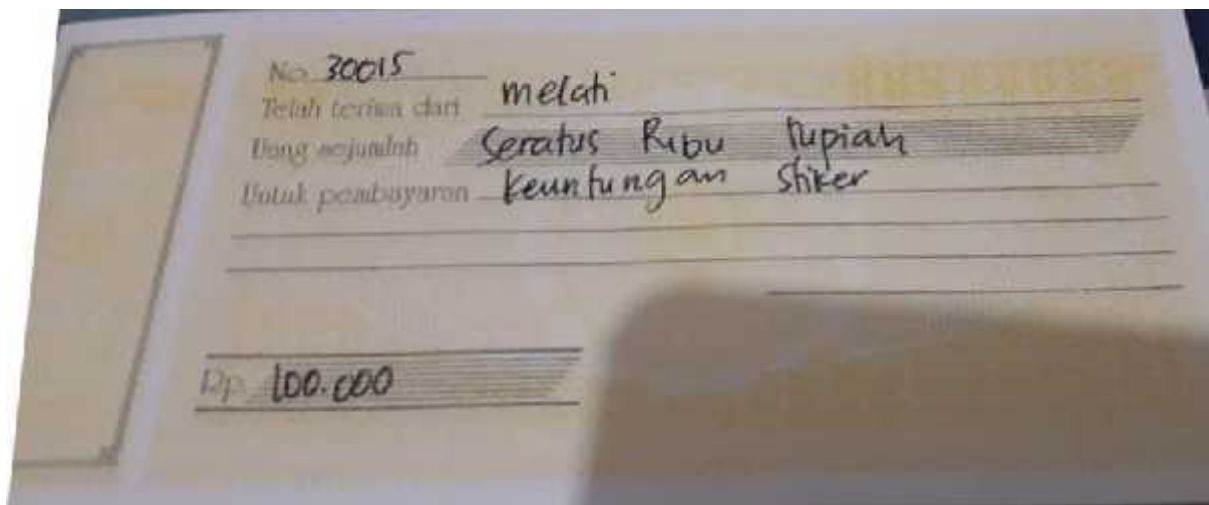 No. 30015
Telah terima dari melati
Uang sejumlah Seratus Ribu Rupiah
Untuk pembayaran keuntungan Stiker
Rp. 100.000